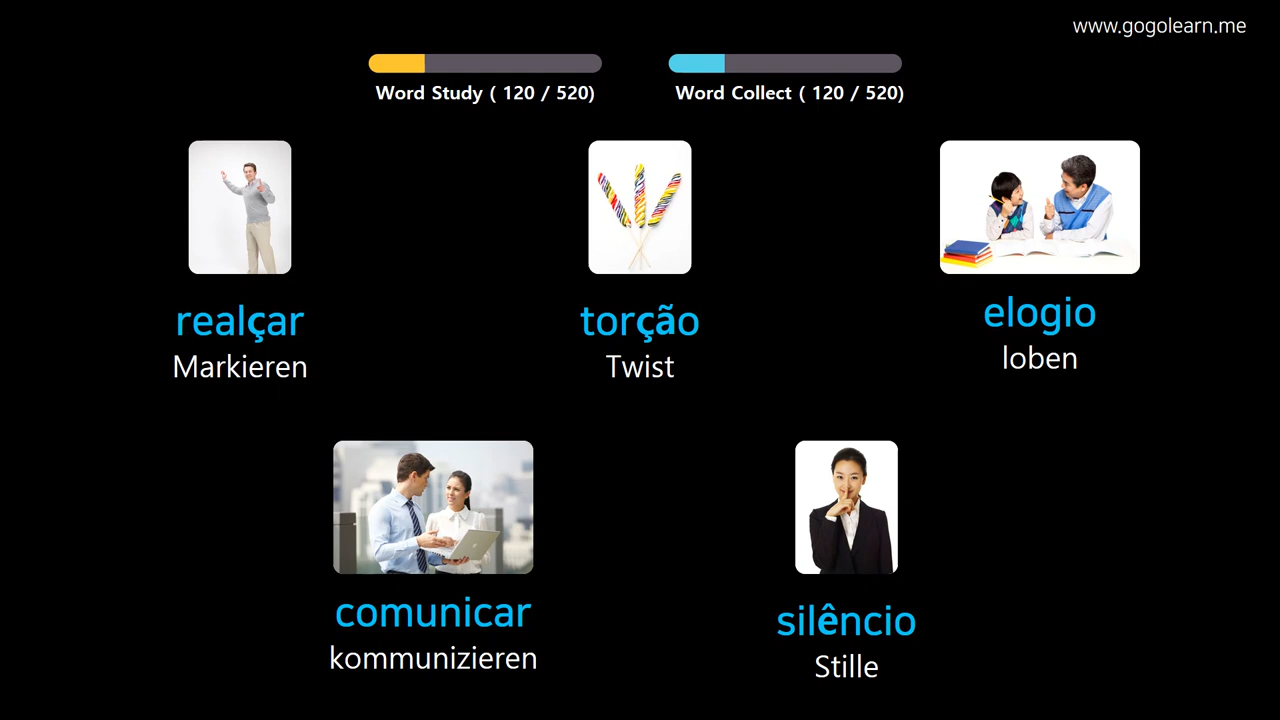 www.gogolearn.me
Word Study ( 120 / 520)
Word Collect ( 120 / 520)
realçar
Markieren
torção
Twist
elogio
loben
comunicar
kommunizieren
silêncio
Stille